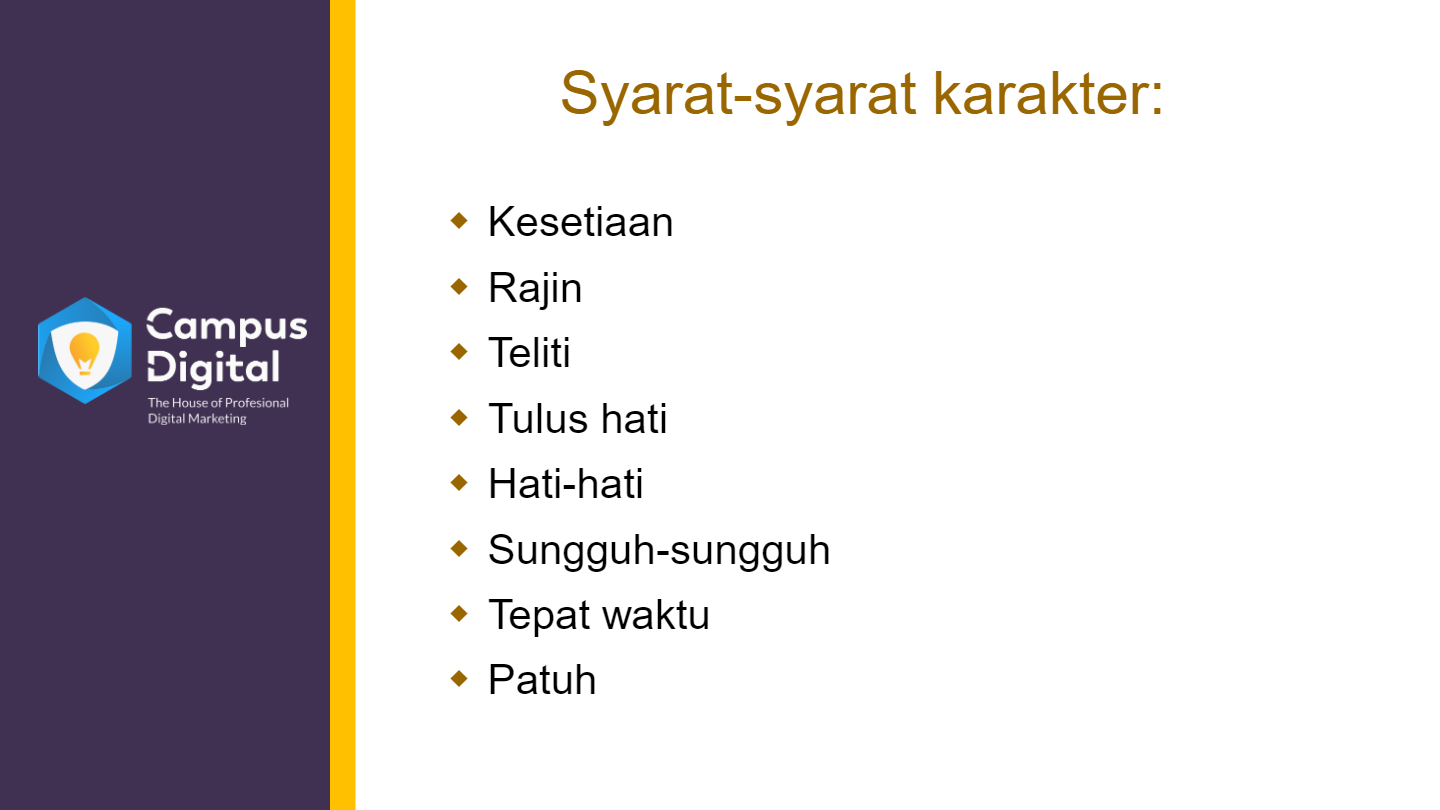 Campus
Digital
The House of Profesional
Digital Marketing
Syarat-syarat karakter:
Kesetiaan
Rajin
Teliti
Tulus hati
Hati-hati
Sungguh-sungguh
Tepat waktu
Patuh